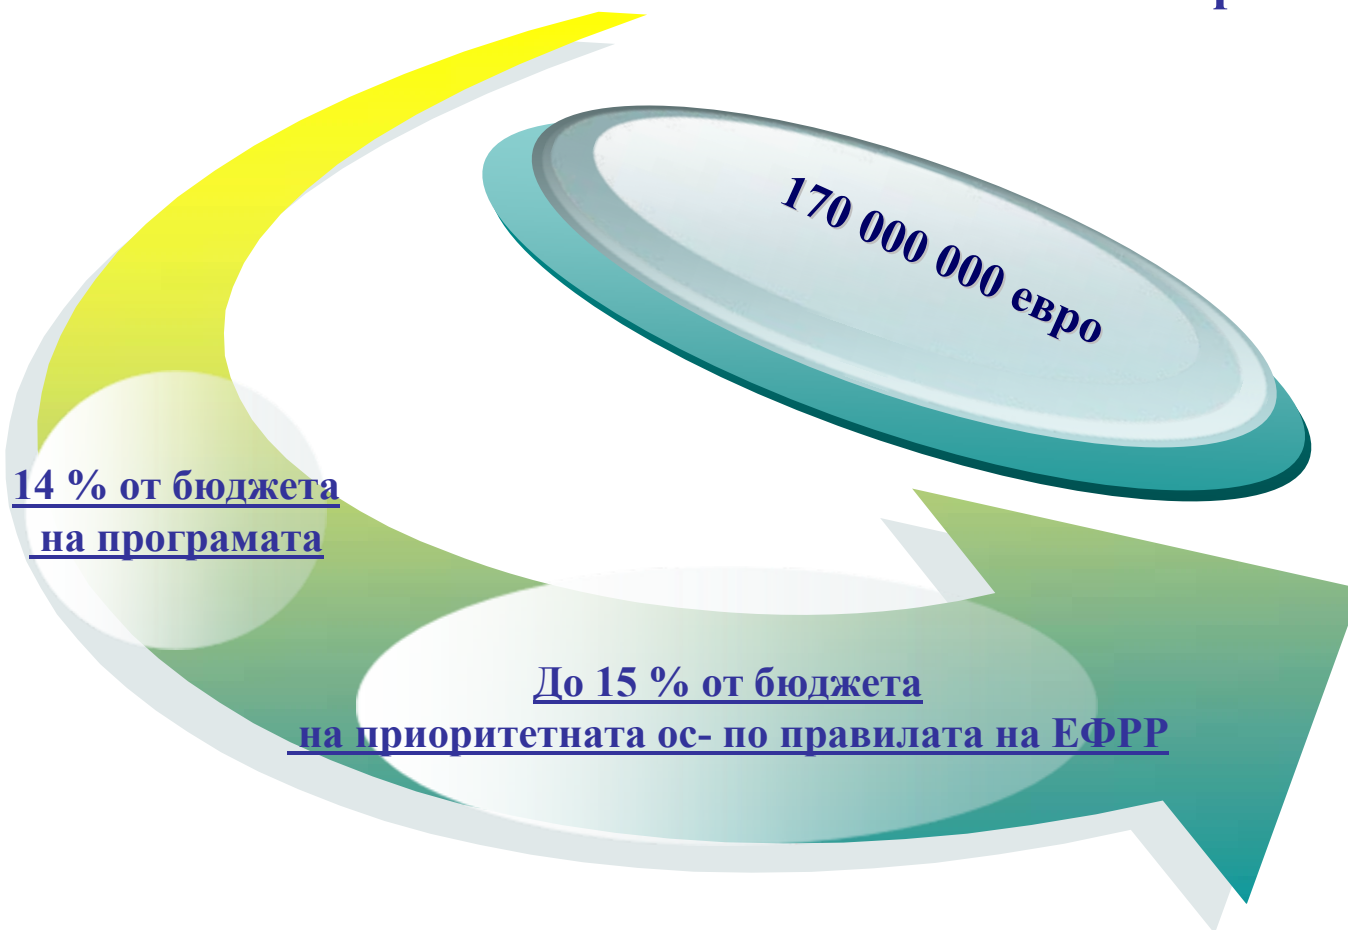 170 000 000 евро
14 % от бюджета
на програмата
До 15 % от бюджета
на приоритетната ос- по правилата на ЕФРР